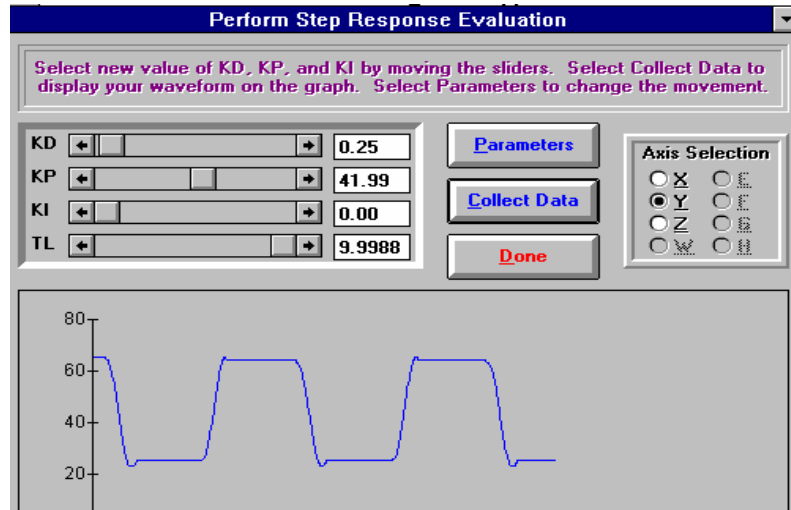 Perform Step Response Evaluation
Select new value of KD, KP, and KI by moving the sliders. Select Collect Data to
display your waveform on the graph. Select Parameters to change the movement.
KD 0.25
KP 41.99
KI 0.00
TL 9.9988
Parameters
Collect Data
Done
Axis Selection
X E
Y F
Z G
W H
80
60
40
20